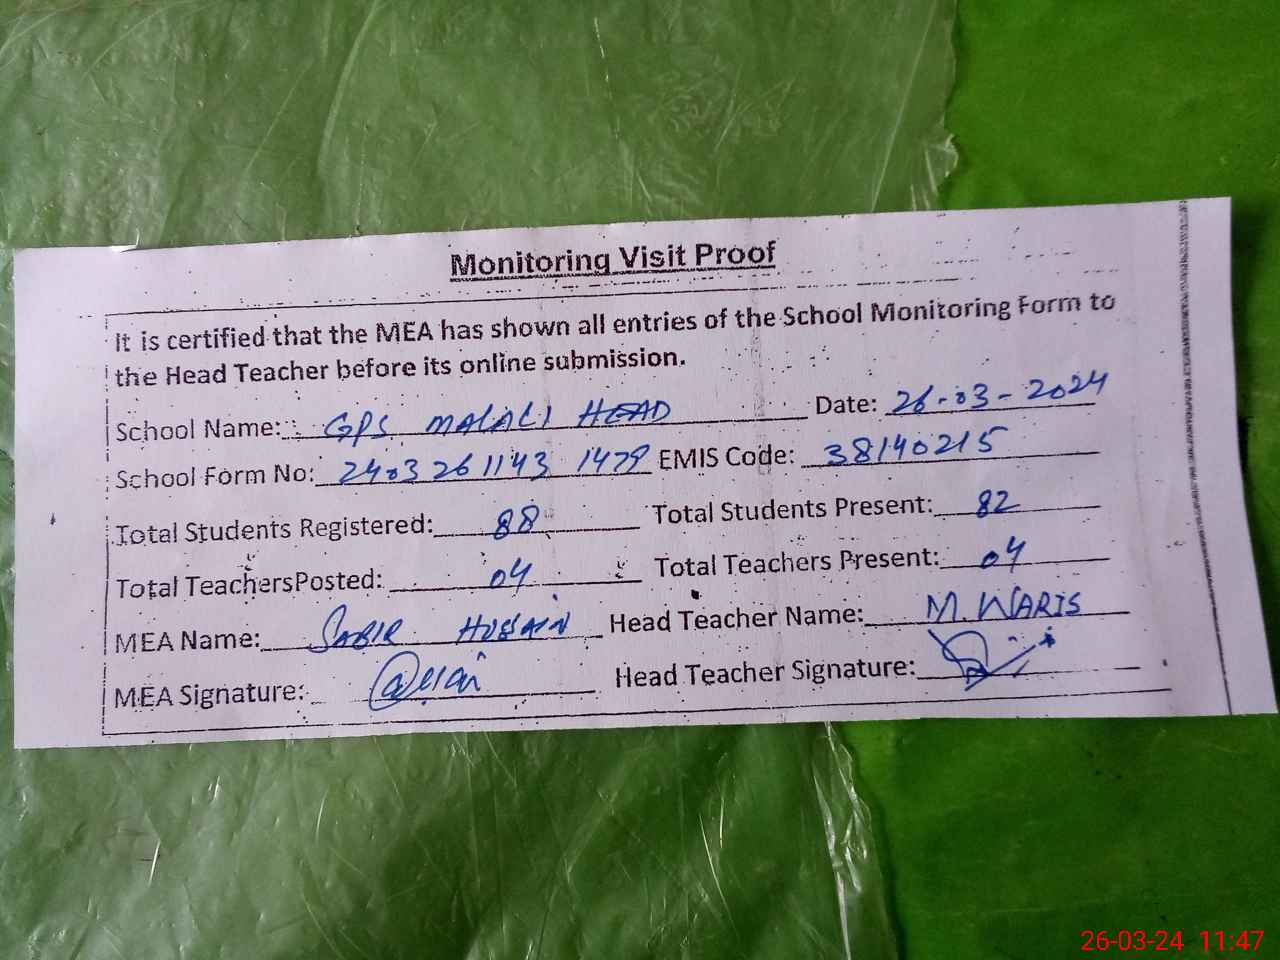 Monitoring Visit Proof
It is certified that the MEA has shown all entries of the School Monitoring Form to
the Head Teacher before its online submission.
School Name: GPS MALALI HEAD Date: 26-03-2024
School Form No: 2403261143 1479 EMIS Code: 38140215
Total Students Registered: 88 Total Students Present: 82
Total TeachersPosted: 04 Total Teachers Present: 04
MEA Name: SABIR HUSSAIN Head Teacher Name: M. WARIS
MEA Signature: Head Teacher Signature:
26-03-24 11:47